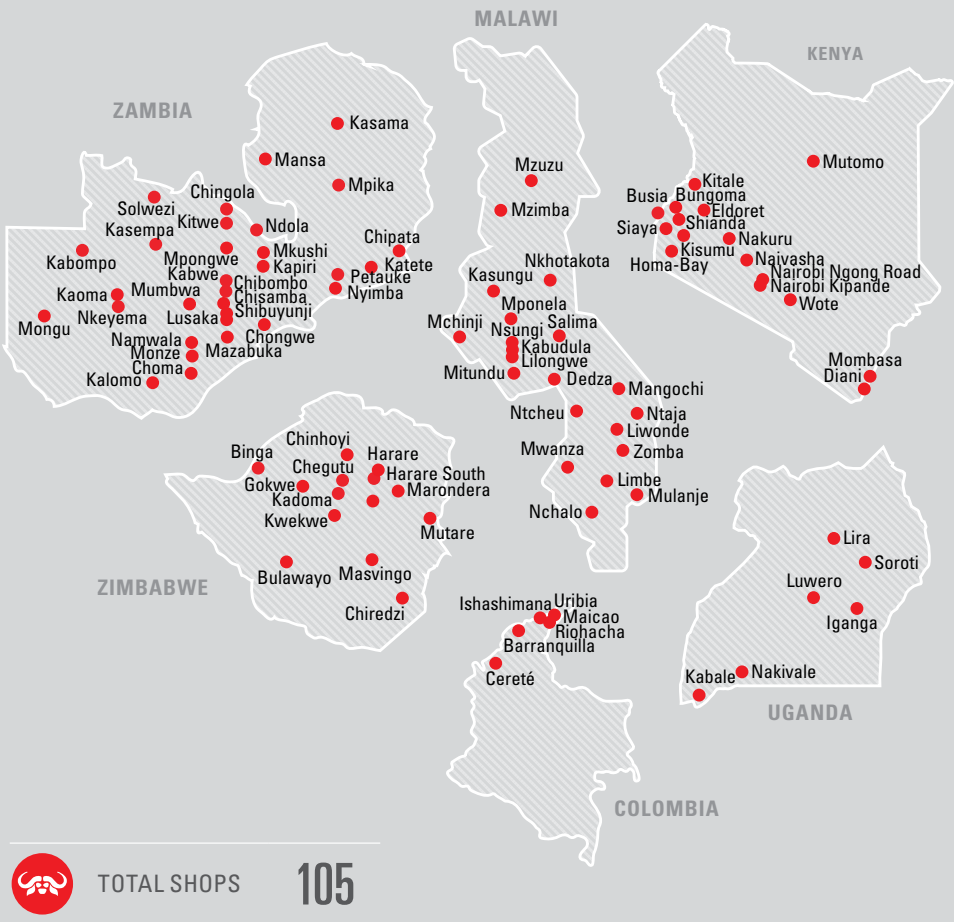 MALAWI
KENYA
ZAMBIA
Kasama
Mansa
Mpika
Solwezi
Chingola
Kitwe
Kasempa
Ndola
Kabompo
Mpongwe
Mkushi
Kapiri
Chipata
Katete
Petauke
Nyimba
Kabwe
Chibombo
Chisamba
Shibuyunji
Kaoma
Mumbwa
Nkeyema
Lusaka
Mongu
Chongwe
Namwala
Mazabuka
Monze
Choma
Kalomo
Mzuzu
Mzimba
Nkhotakota
Kasungu
Mponela
Mchinji
Nsungi
Salima
Kabudula
Lilongwe
Mitundu
Dedza
Mangochi
Ntcheu
Ntaja
Liwonde
Mwanza
Zomba
Limbe
Mulanje
Nchalo
Mutomo
Kitale
Busia
Bungoma
Eldoret
Siaya
Shianda
Kisumu
Nakuru
Homa-Bay
Naivasha
Nairobi Ngong Road
Nairobi Kipande
Wote
Mombasa
Diani
Chinhoyi
Harare
Binga
Chegutu
Harare South
Gokwe
Marondera
Kadoma
Kwekwe
Mutare
Bulawayo
Masvingo
Chiredzi
ZIMBABWE
Ishashimana
Uribia
Maicao
Riohacha
Barranquilla
Cereté
COLOMBIA
Lira
Soroti
Luwero
Iganga
Kabale
Nakivale
UGANDA
TOTAL SHOPS 105